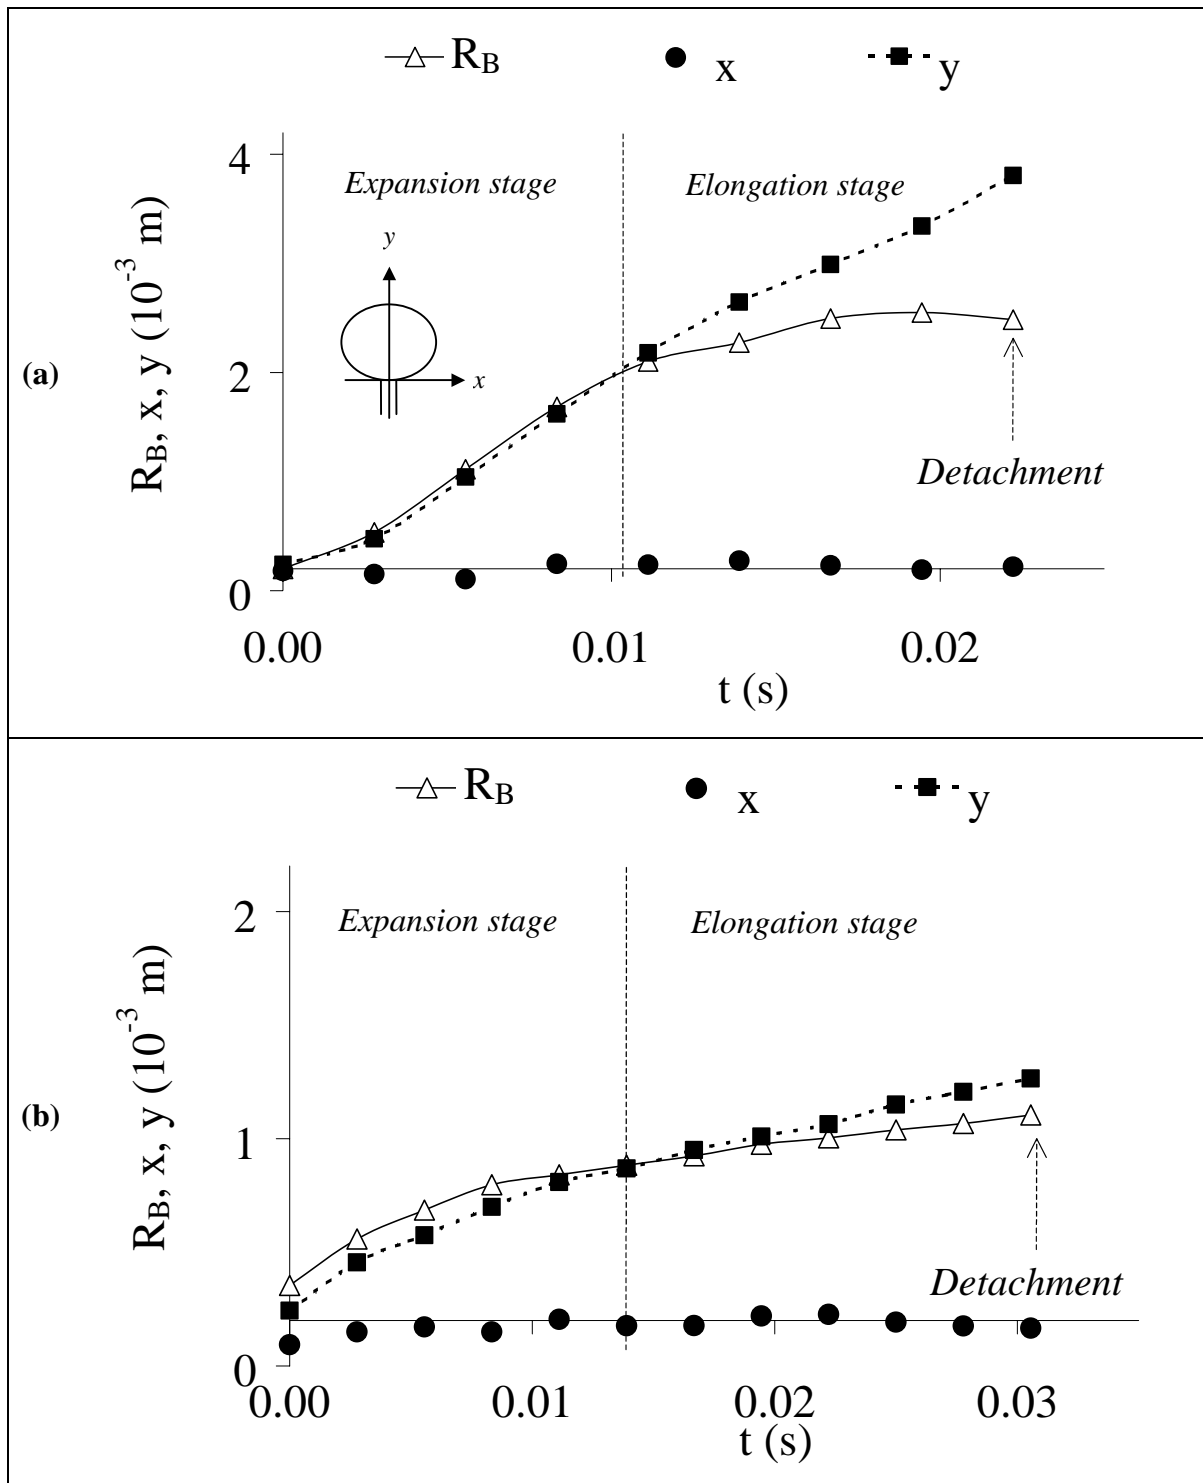 R_B x y
4
Expansion stage Elongation stage
y
R_B, x, y (10^-3 m)
(a)
2
x
Detachment
0
0.00 0.01 0.02
t (s)
R_B x y
2
Expansion stage Elongation stage
R_B, x, y (10^-3 m)
(b)
1
Detachment
0
0.00 0.01 0.02 0.03
t (s)